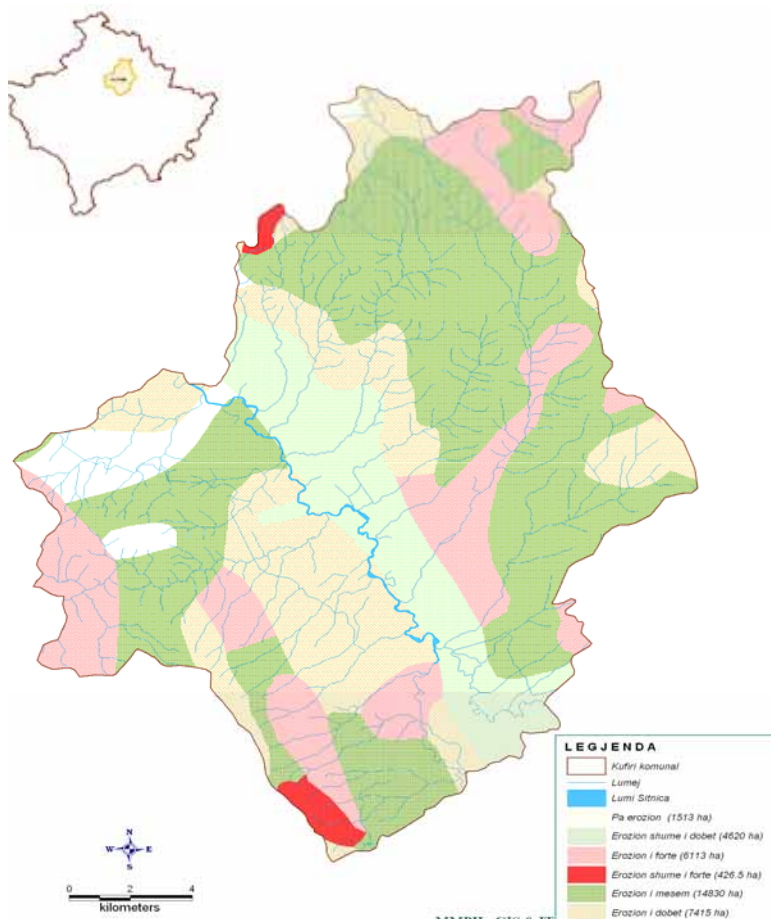 N
W E
S
0 2 4
kilometers
LEGJENDA
Kufiri komunal
Lumej
Lumi Sitnica
Pa erozion (1513 ha)
Erozion shume i dobet (4620 ha)
Erozion i forte (6113 ha)
Erozion shume i forte (426.5 ha)
Erozion i mesem (14830 ha)
Erozion i dobet (7415 ha)